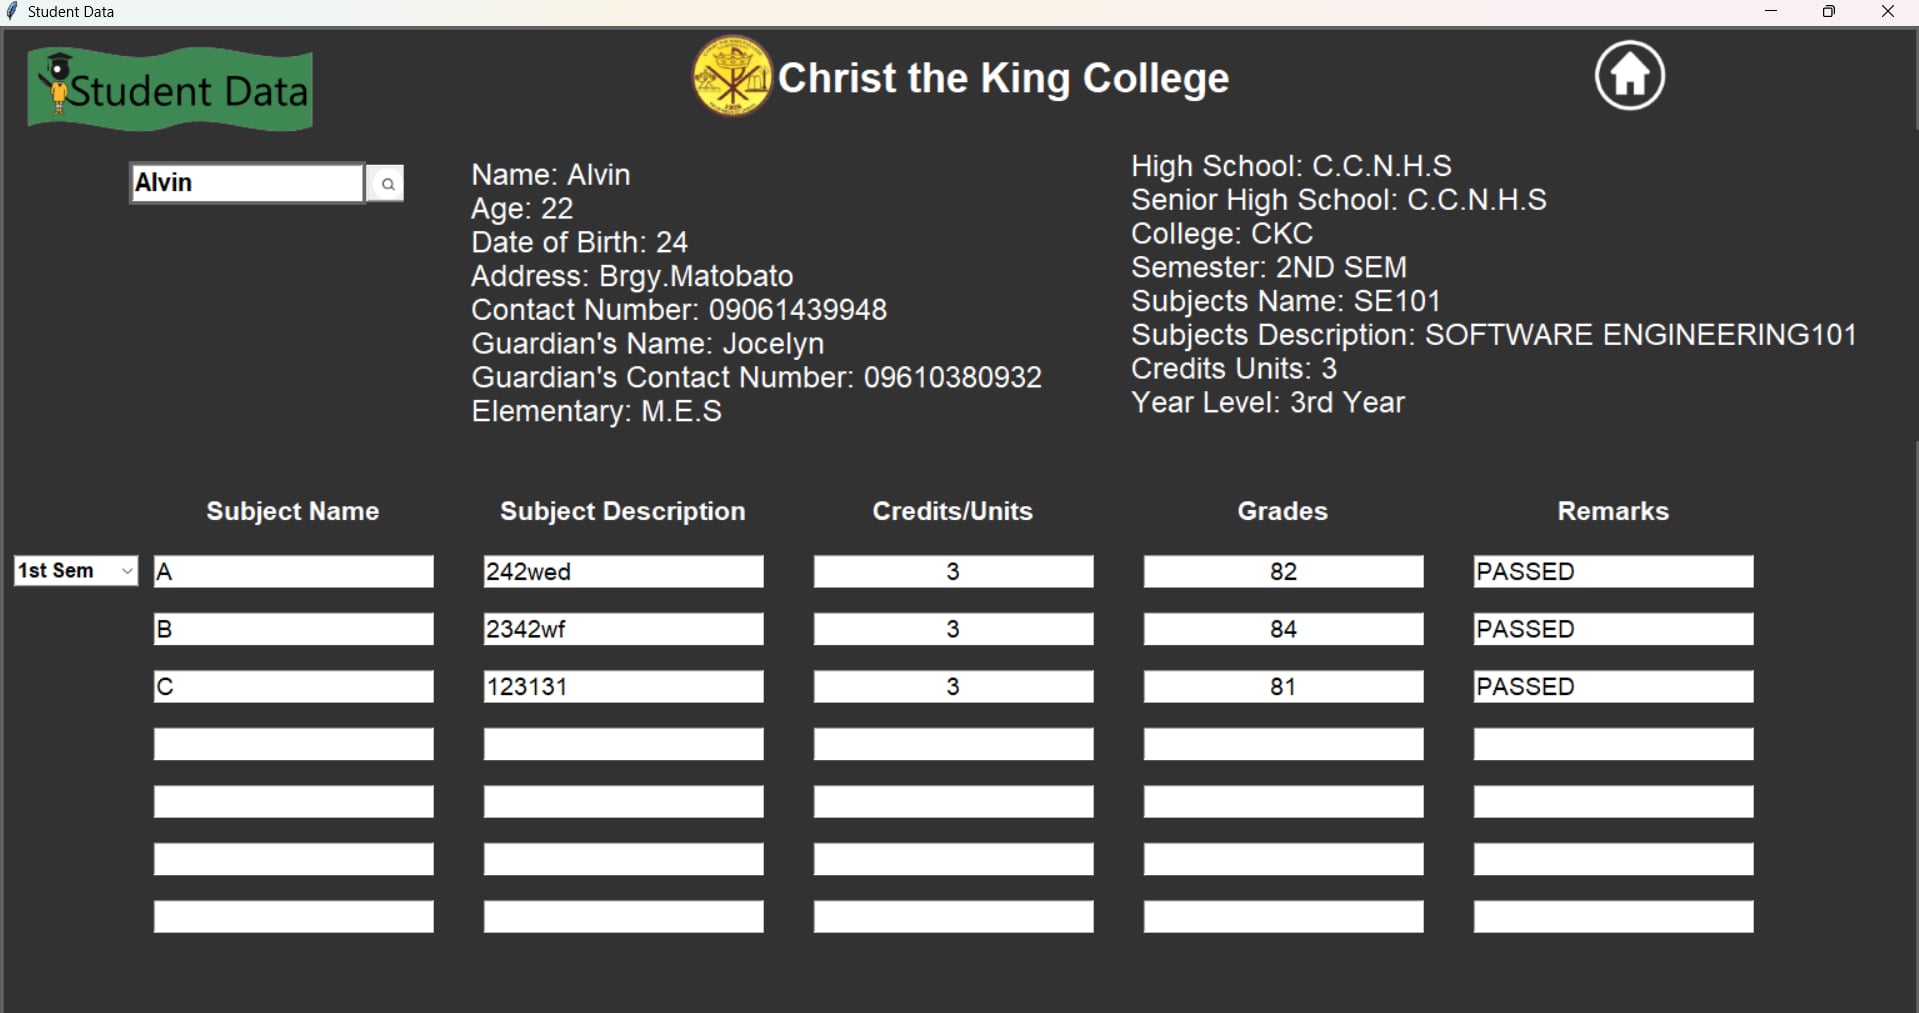 Student Data
Student Data
Christ the King College
Alvin
Name: Alvin
Age: 22
Date of Birth: 24
Address: Brgy.Matobato
Contact Number: 09061439948
Guardian's Name: Jocelyn
Guardian's Contact Number: 09610380932
Elementary: M.E.S
High School: C.C.N.H.S
Senior High School: C.C.N.H.S
College: CKC
Semester: 2ND SEM
Subjects Name: SE101
Subjects Description: SOFTWARE ENGINEERING101
Credits Units: 3
Year Level: 3rd Year
Subject Name Subject Description Credits/Units Grades Remarks
1st Sem A 242wed 3 82 PASSED
B 2342wf 3 84 PASSED
C 123131 3 81 PASSED